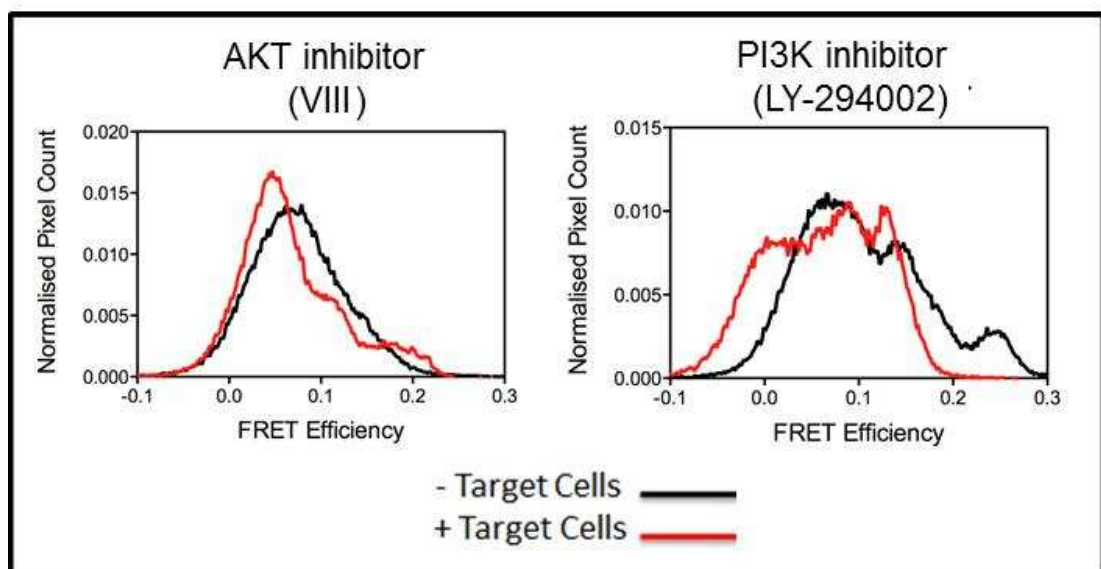 AKT inhibitor
(VIII)
Normalised Pixel Count
0.020
0.015
0.010
0.005
0.000
-0.1
0.0
0.1
0.2
0.3
FRET Efficiency
PI3K inhibitor
(LY-294002)
Normalised Pixel Count
0.015
0.010
0.005
0.000
-0.1
0.0
0.1
0.2
0.3
FRET Efficiency
- Target Cells
+ Target Cells